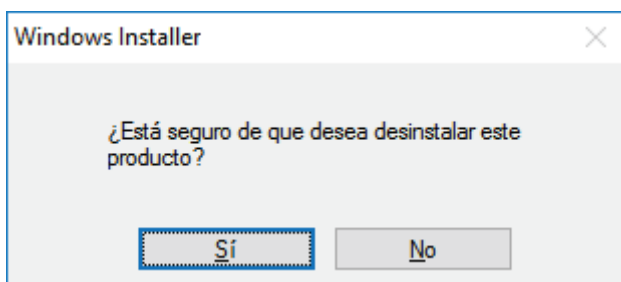 Windows Installer
¿Está seguro de que desea desinstalar este
producto?
Sí
No